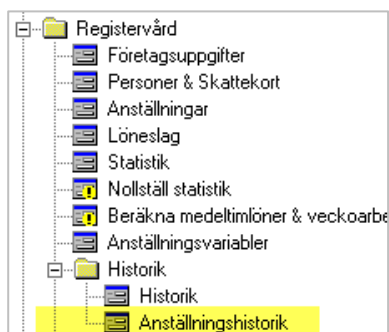 Registervård
Företagsuppgifter
Personer & Skattekort
Anställningar
Löneslag
Statistik
Nollställ statistik
Beräkna medeltimlöner & veckoarbe
Anställningsvariabler
Historik
Historik
Anställningshistorik